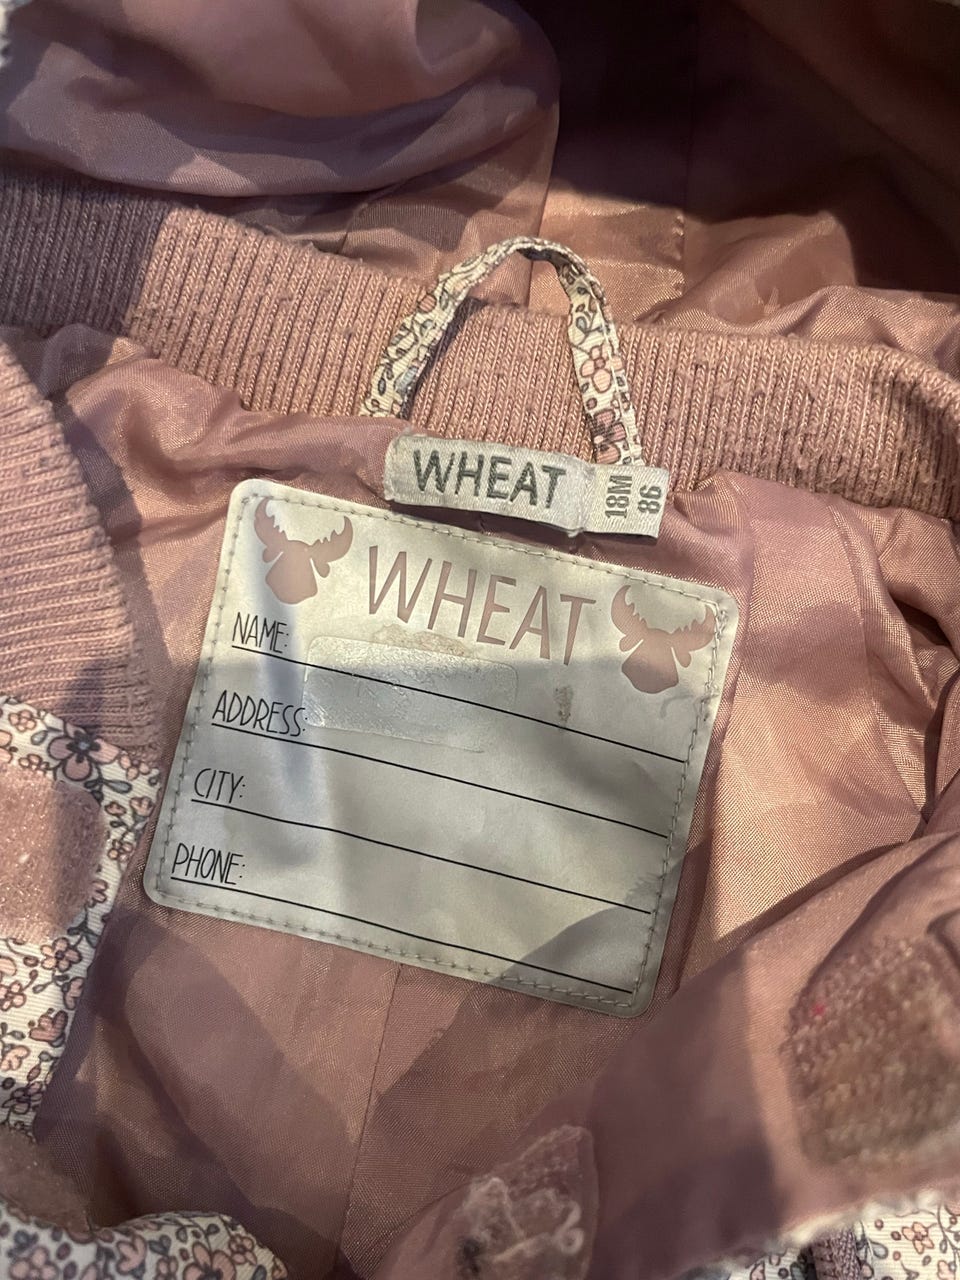 WHEAT
18M
86
WHEAT
NAME:
ADDRESS:
CITY:
PHONE: